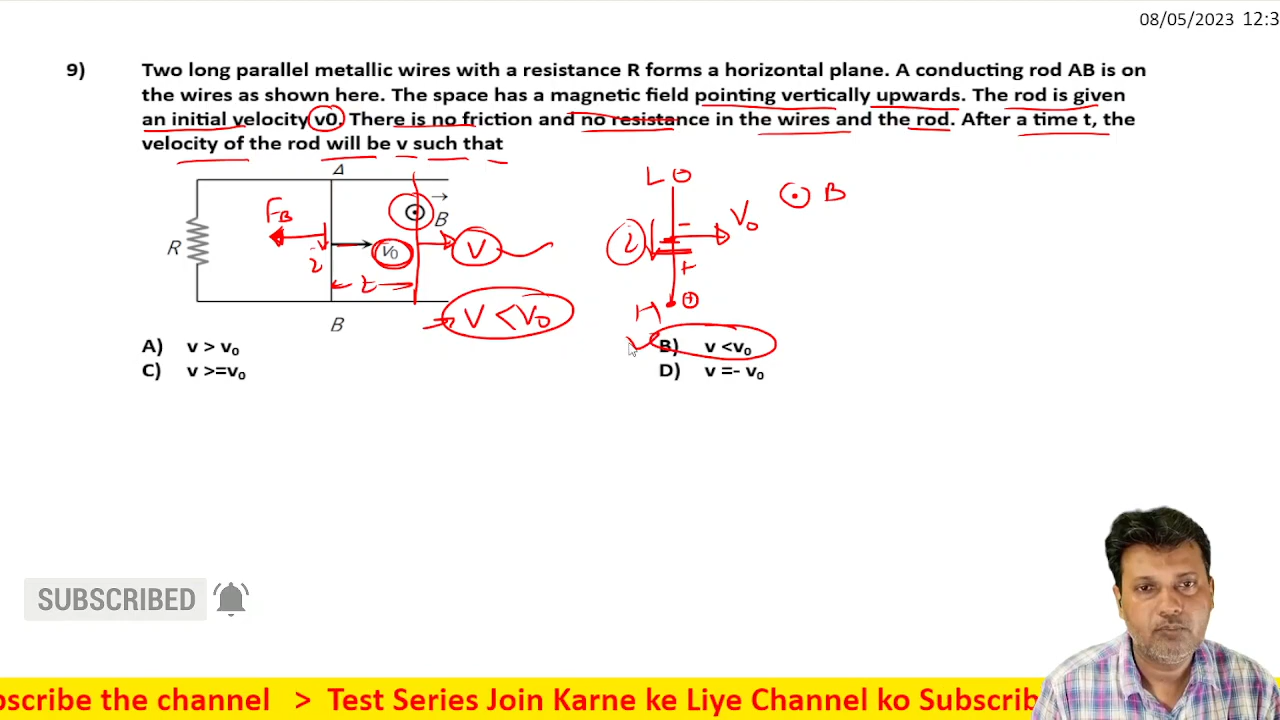 08/05/2023 12:3
9) Two long parallel metallic wires with a resistance R forms a horizontal plane. A conducting rod AB is on
the wires as shown here. The space has a magnetic field pointing vertically upwards. The rod is given
an initial velocity v0. There is no friction and no resistance in the wires and the rod. After a time t, the
velocity of the rod will be v such that
A
L
B
V₀
F_B
B
R
i
v₀
V
i
t
+
H
V < V₀
B
A) v > v₀ B) v <v₀
C) v >=v₀ D) v =- v₀
SUBSCRIBED
bscribe the channel > Test Series Join Karne ke Liye Channel ko Subscrib